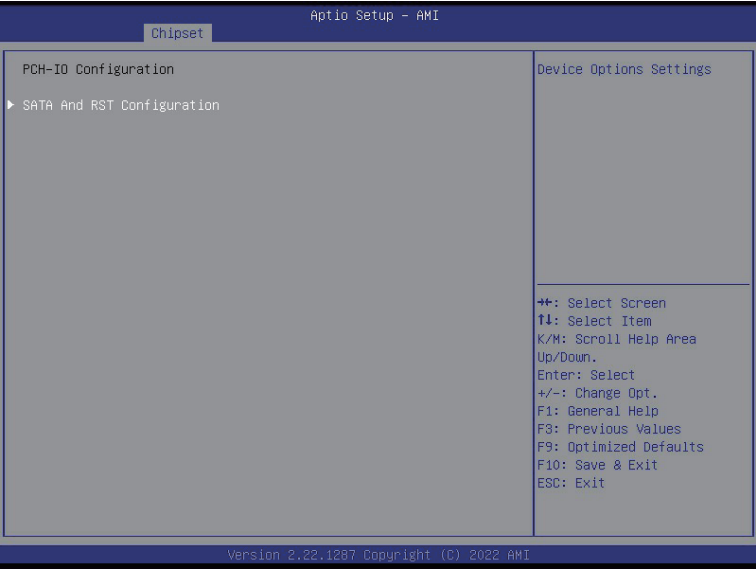 Aptio Setup – AMI
Chipset
PCH-IO Configuration
SATA And RST Configuration
Device Options Settings
→←: Select Screen
↑↓: Select Item
K/M: Scroll Help Area
Up/Down.
Enter: Select
+/-: Change Opt.
F1: General Help
F3: Previous Values
F9: Optimized Defaults
F10: Save & Exit
ESC: Exit
Version 2.22.1287 Copyright (C) 2022 AMI